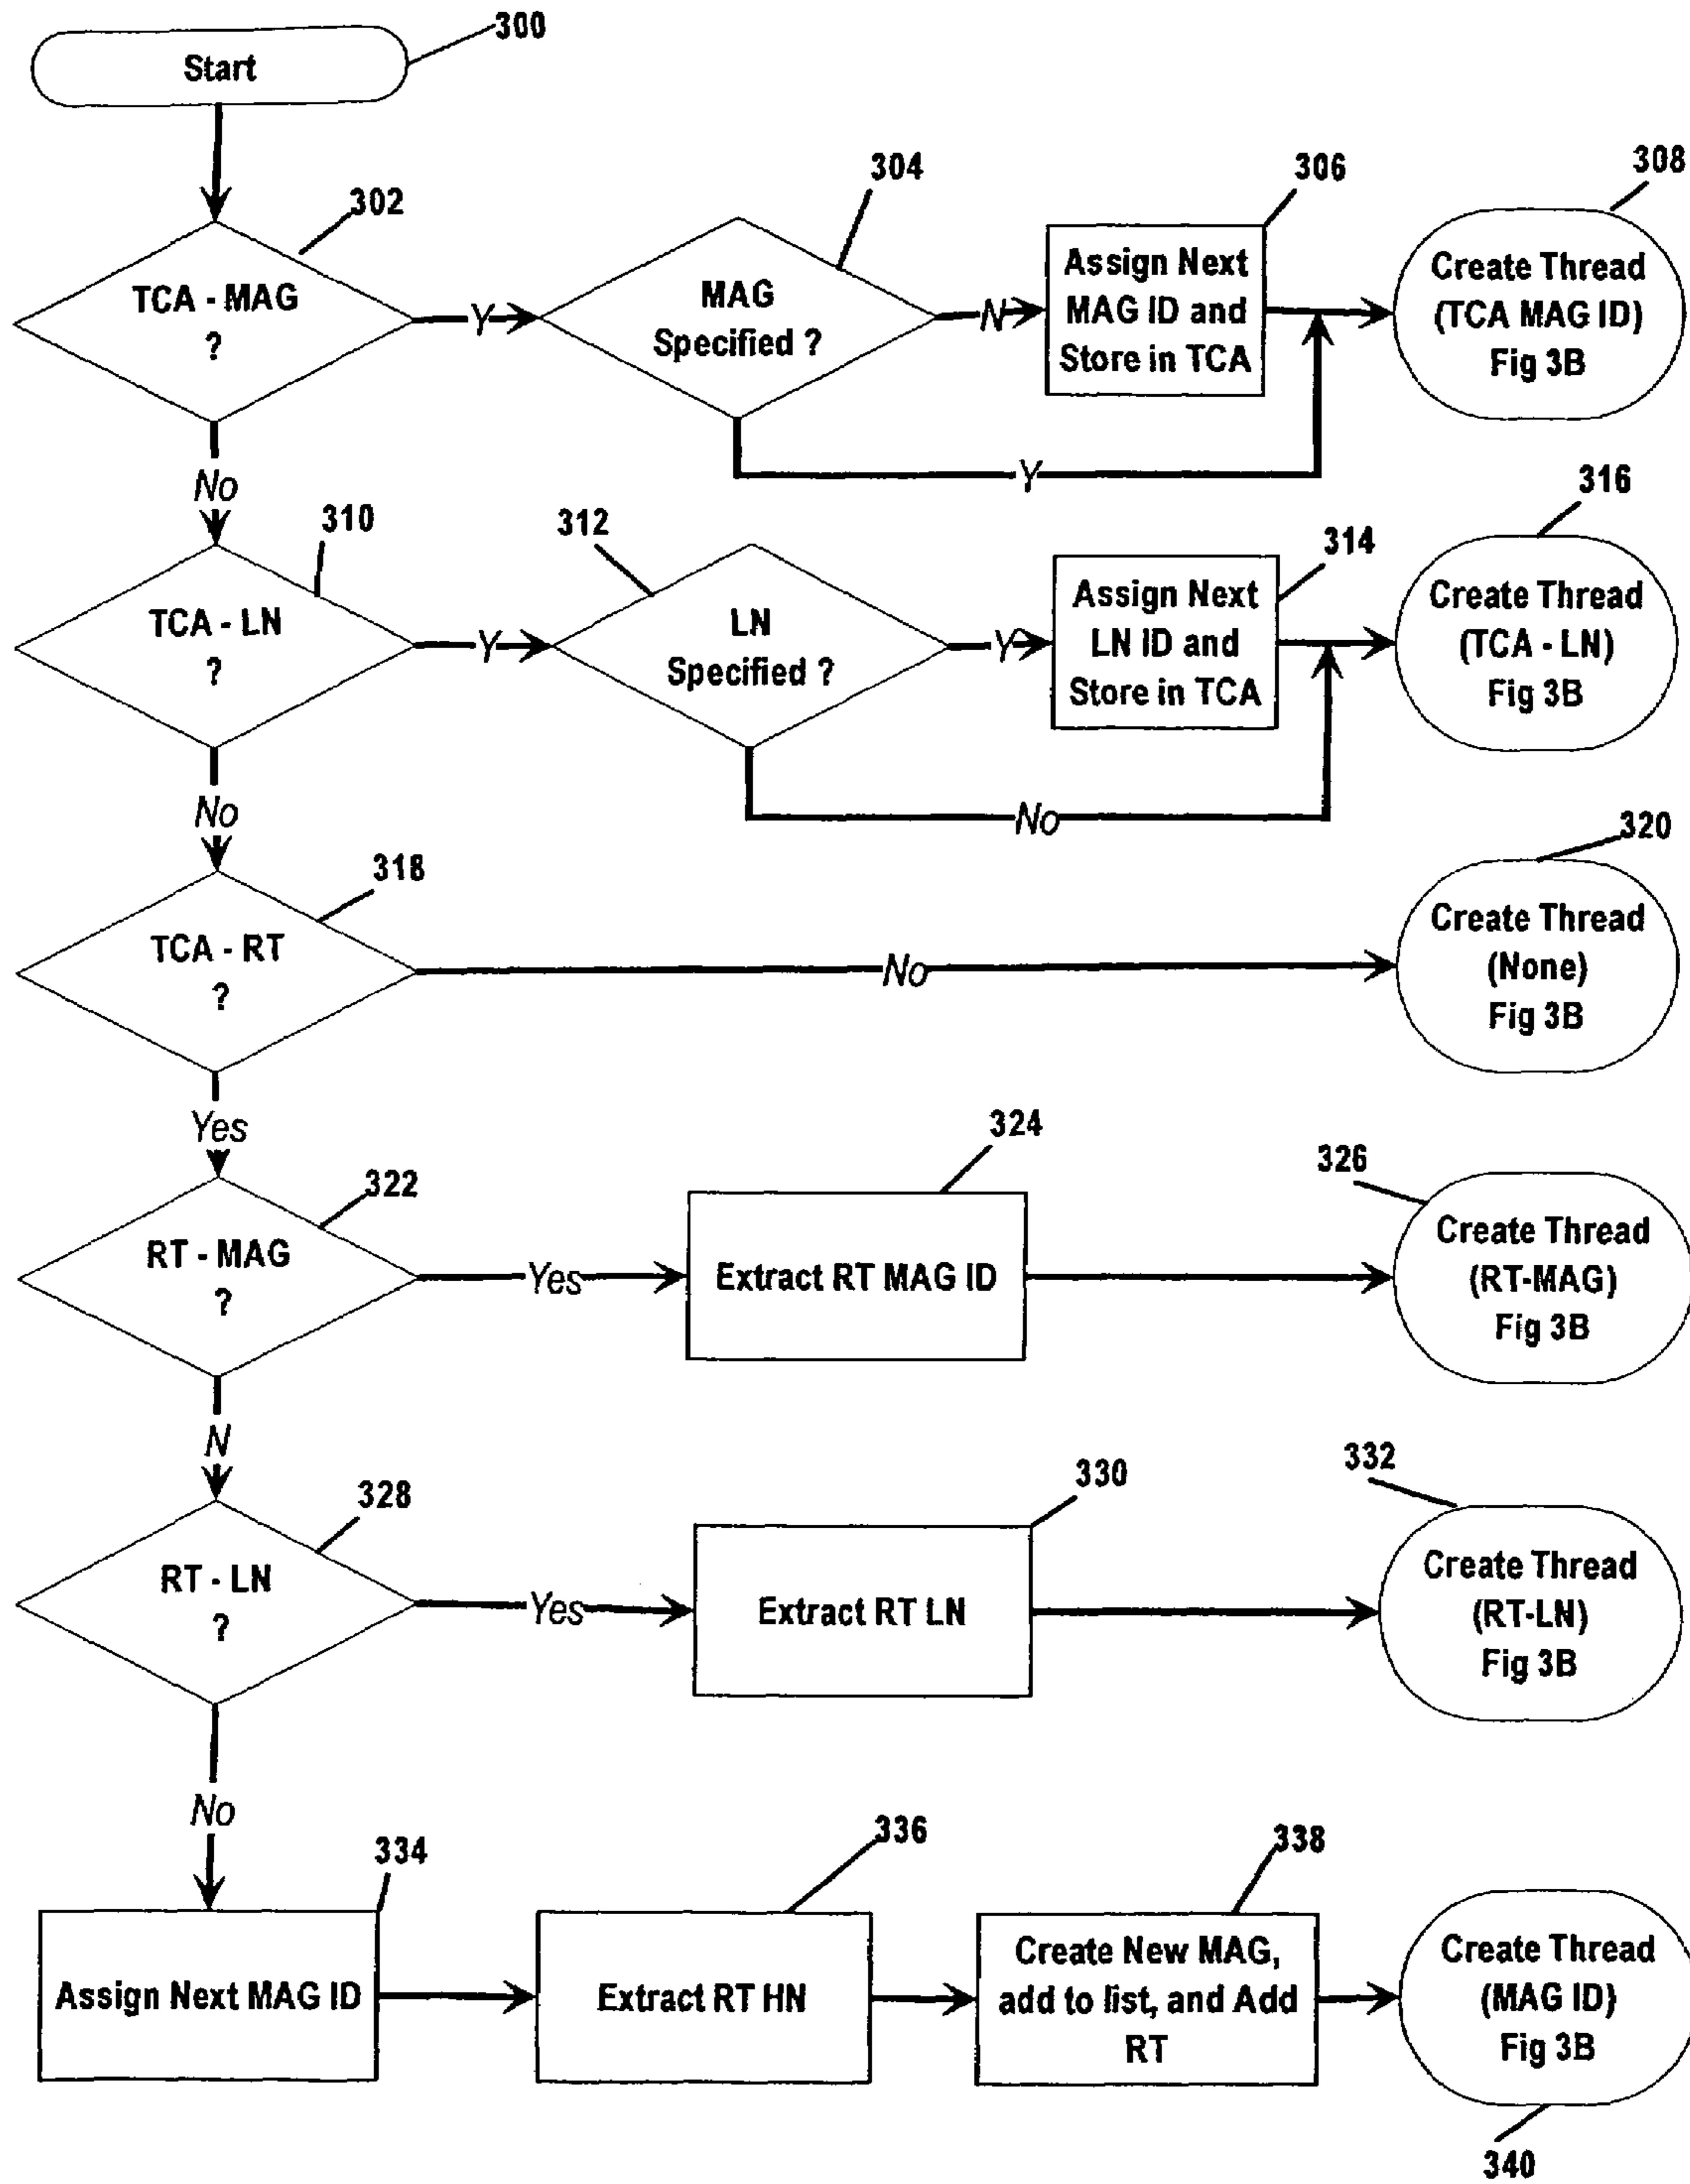 300
Start
302
TCA - MAG
?
Y
304
MAG
Specified ?
N
306
Assign Next
MAG ID and
Store in TCA
308
Create Thread
(TCA MAG ID)
Fig 3B
Y
No
310
TCA - LN
?
Y
312
LN
Specified ?
Y
314
Assign Next
LN ID and
Store in TCA
316
Create Thread
(TCA - LN)
Fig 3B
No
No
318
TCA - RT
?
No
320
Create Thread
(None)
Fig 3B
Yes
322
RT - MAG
?
Yes
324
Extract RT MAG ID
326
Create Thread
(RT-MAG)
Fig 3B
N
328
RT - LN
?
Yes
330
Extract RT LN
332
Create Thread
(RT-LN)
Fig 3B
No
334
Assign Next MAG ID
336
Extract RT HN
338
Create New MAG,
add to list, and Add
RT
Create Thread
(MAG ID)
Fig 3B
340